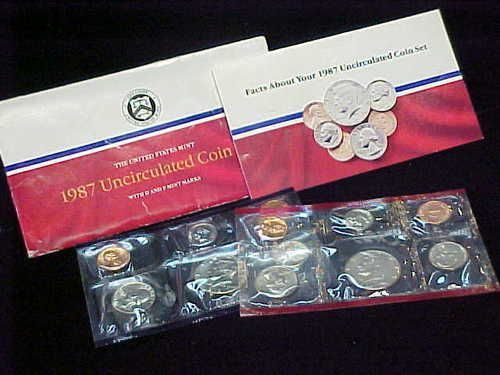 THE UNITED STATES MINT
1987 Uncirculated Coin
WITH D AND P MINT MARKS
Facts About Your 1987 Uncirculated Coin Set